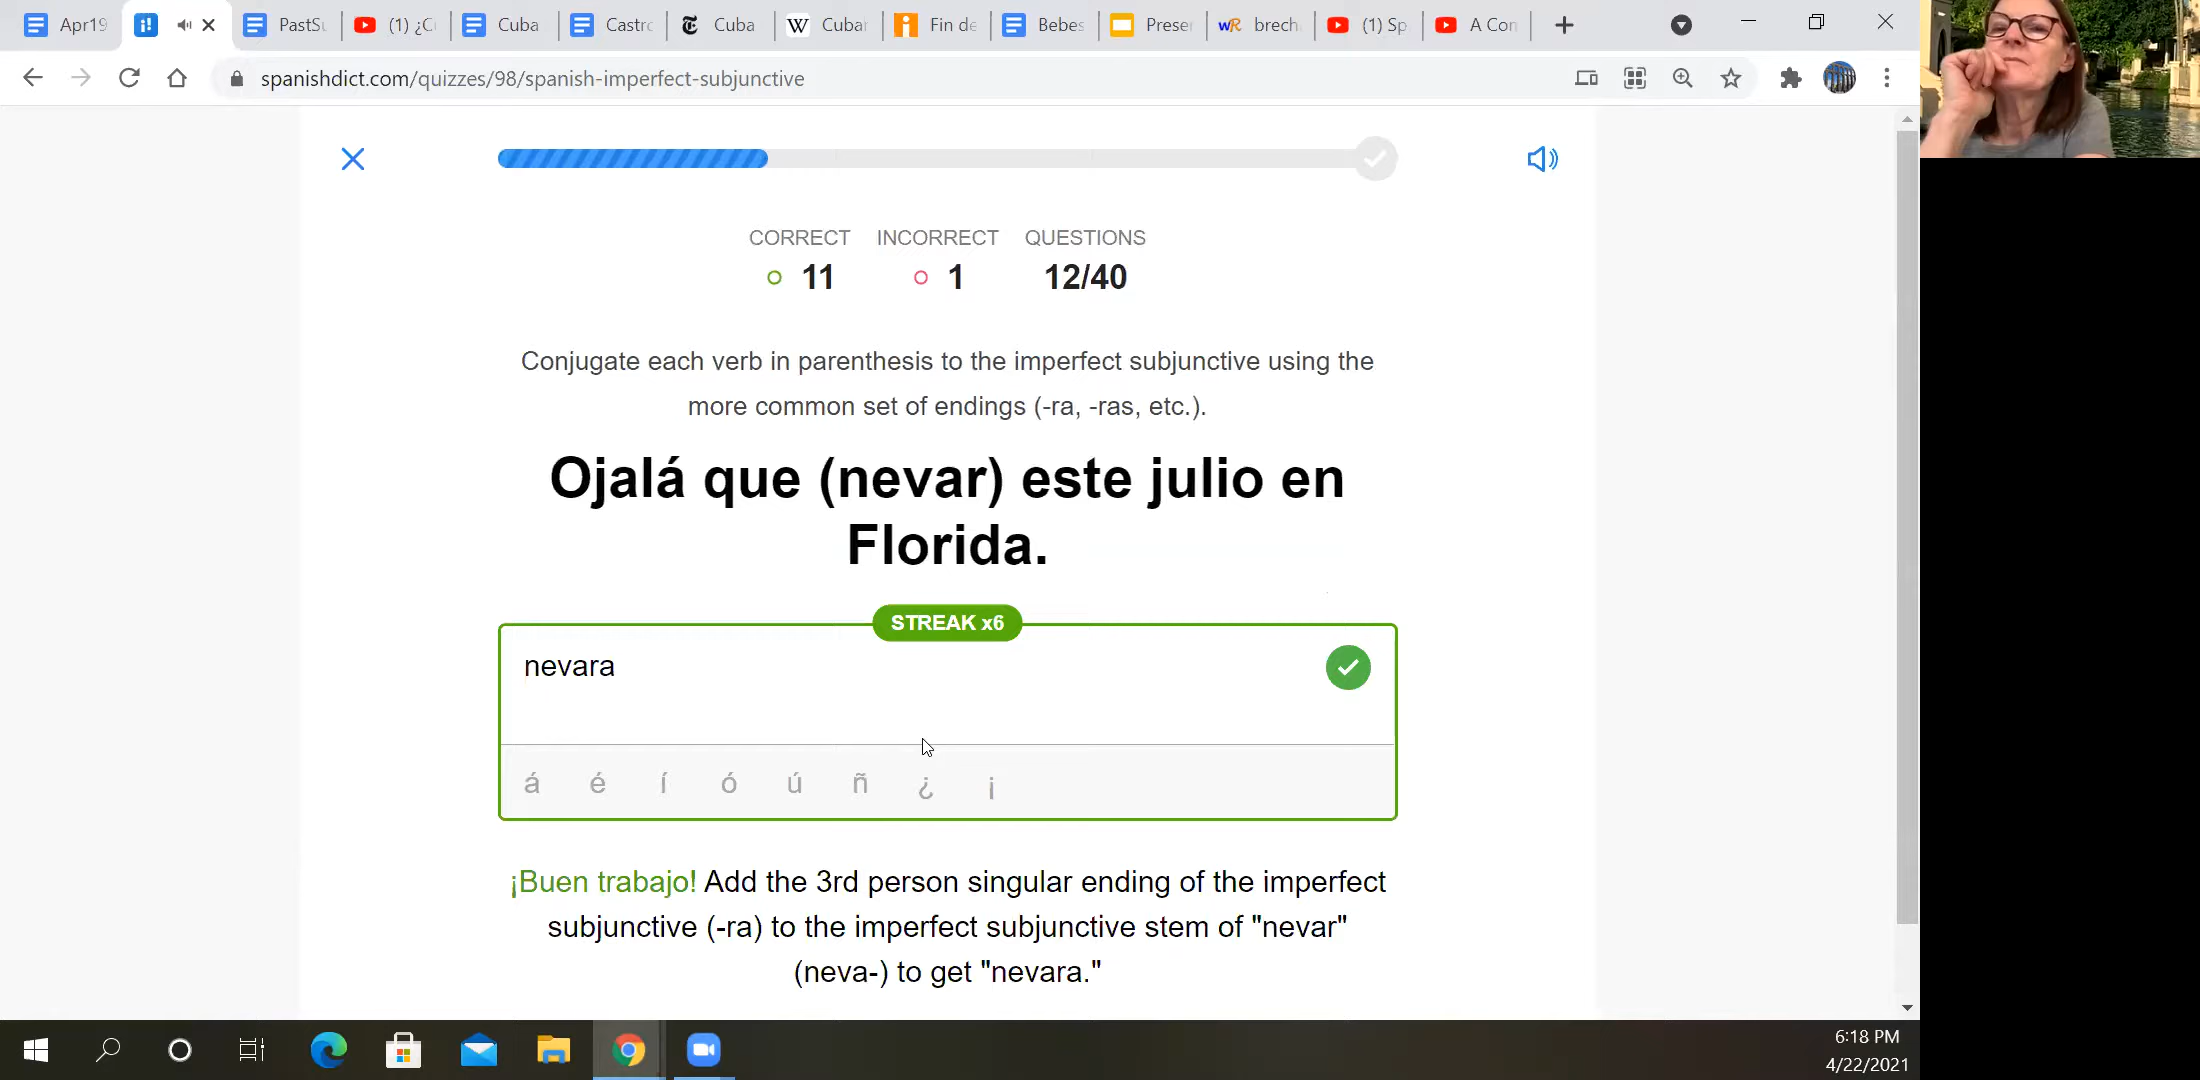 Apr19
PastSu
(1) ¿C
Cuba
Castro
Cuba
Cuba
Fin de
Bebes
Preser
brech
(1) Sp
A Con
spanishdict.com/quizzes/98/spanish-imperfect-subjunctive
CORRECT INCORRECT QUESTIONS
11 1 12/40
Conjugate each verb in parenthesis to the imperfect subjunctive using the
more common set of endings (-ra, -ras, etc.).
Ojalá que (nevar) este julio en
Florida.
STREAK x6
nevara
á é í ó ú ñ ¿ ¡
¡Buen trabajo! Add the 3rd person singular ending of the imperfect
subjunctive (-ra) to the imperfect subjunctive stem of "nevar"
(neva-) to get "nevara."
6:18 PM
4/22/2021